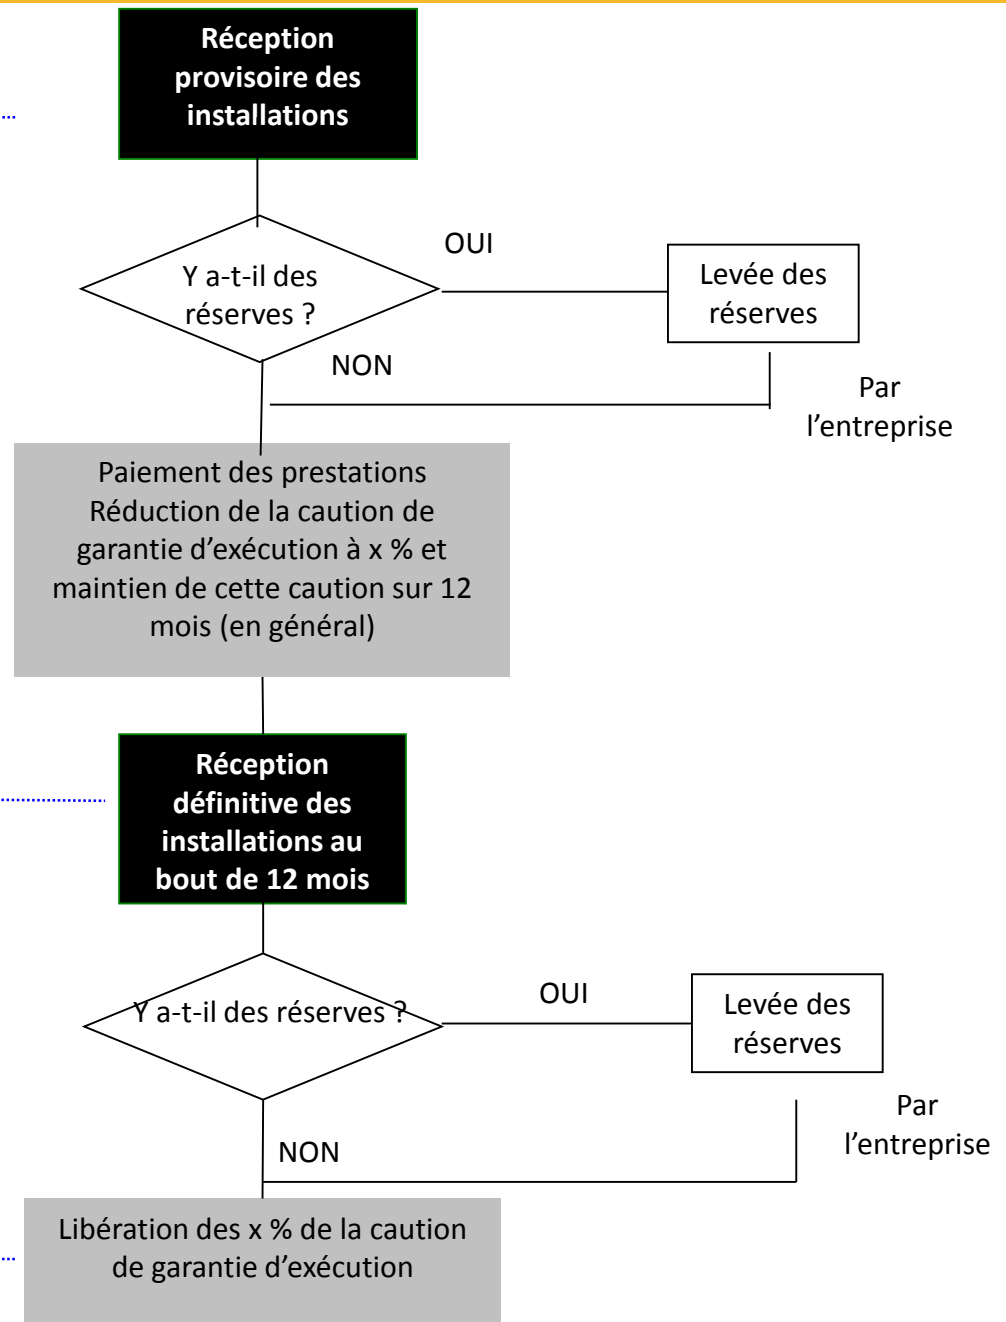 Réception
provisoire des
installations
Y a-t-il des
réserves ?
OUI
Levée des
réserves
NON
Par
l’entreprise
Paiement des prestations
Réduction de la caution de
garantie d’exécution à x % et
maintien de cette caution sur 12
mois (en général)
Réception
définitive des
installations au
bout de 12 mois
Y a-t-il des réserves ?
OUI
Levée des
réserves
Par
l’entreprise
NON
Libération des x % de la caution
de garantie d’exécution